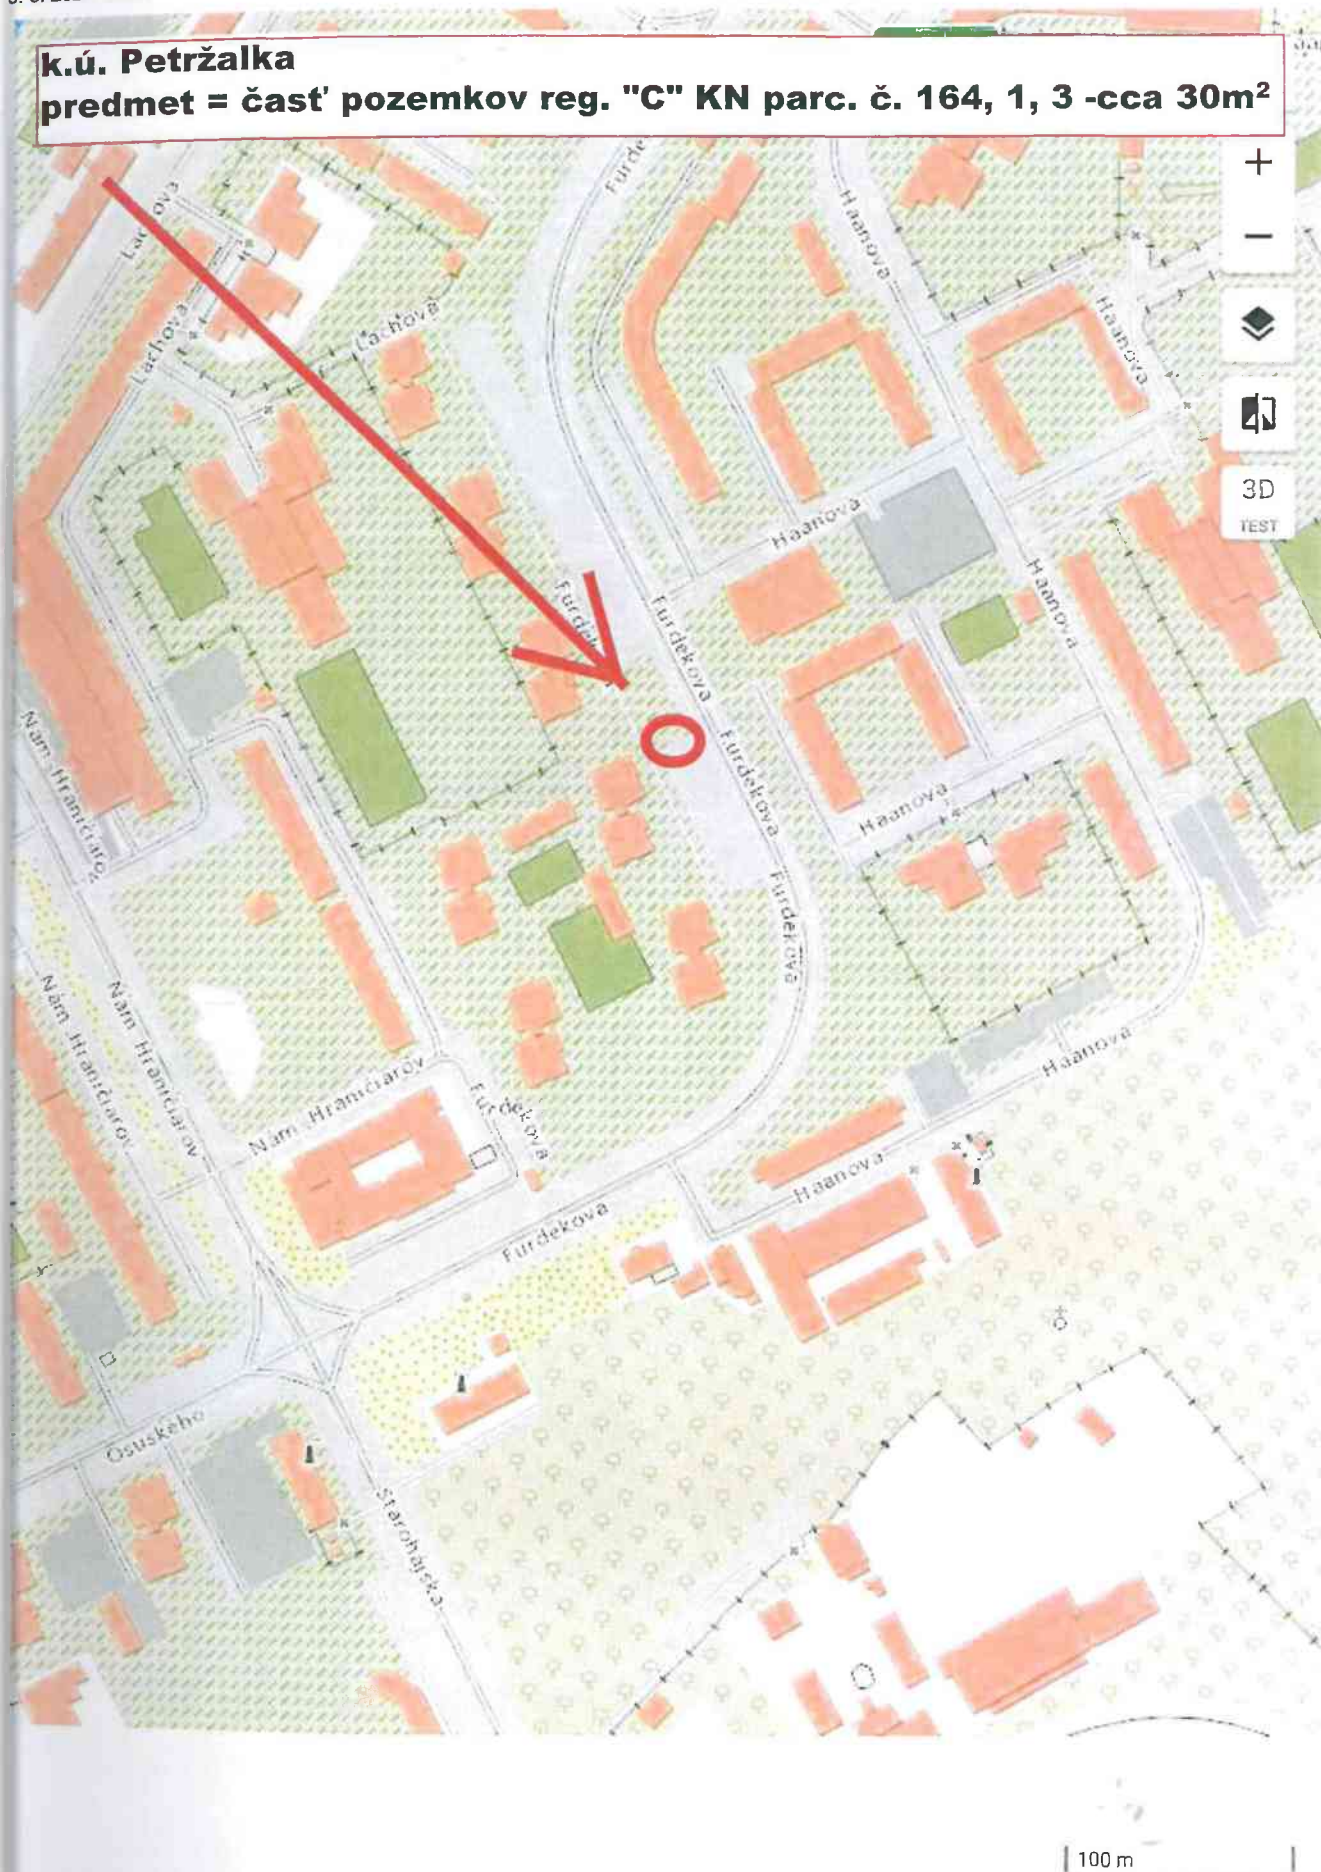 k.ú. Petržalka
predmet = časť pozemkov reg. "C" KN parc. č. 164, 1, 3 -cca 30m²
+
−
3D
TEST
Lachova
Lachova
Lachova
Furdekova
Furdekova
Furdekova
Furdekova
Haanova
Haanova
Haanova
Haanova
Haanova
Nám. Hraničiarov
Nám. Hraničiarov
Nám. Hraničiarov
Nám. Hraničiarov
Furdekova
Furdekova
Haanova
Haanova
Osuského
Starohájska
100 m